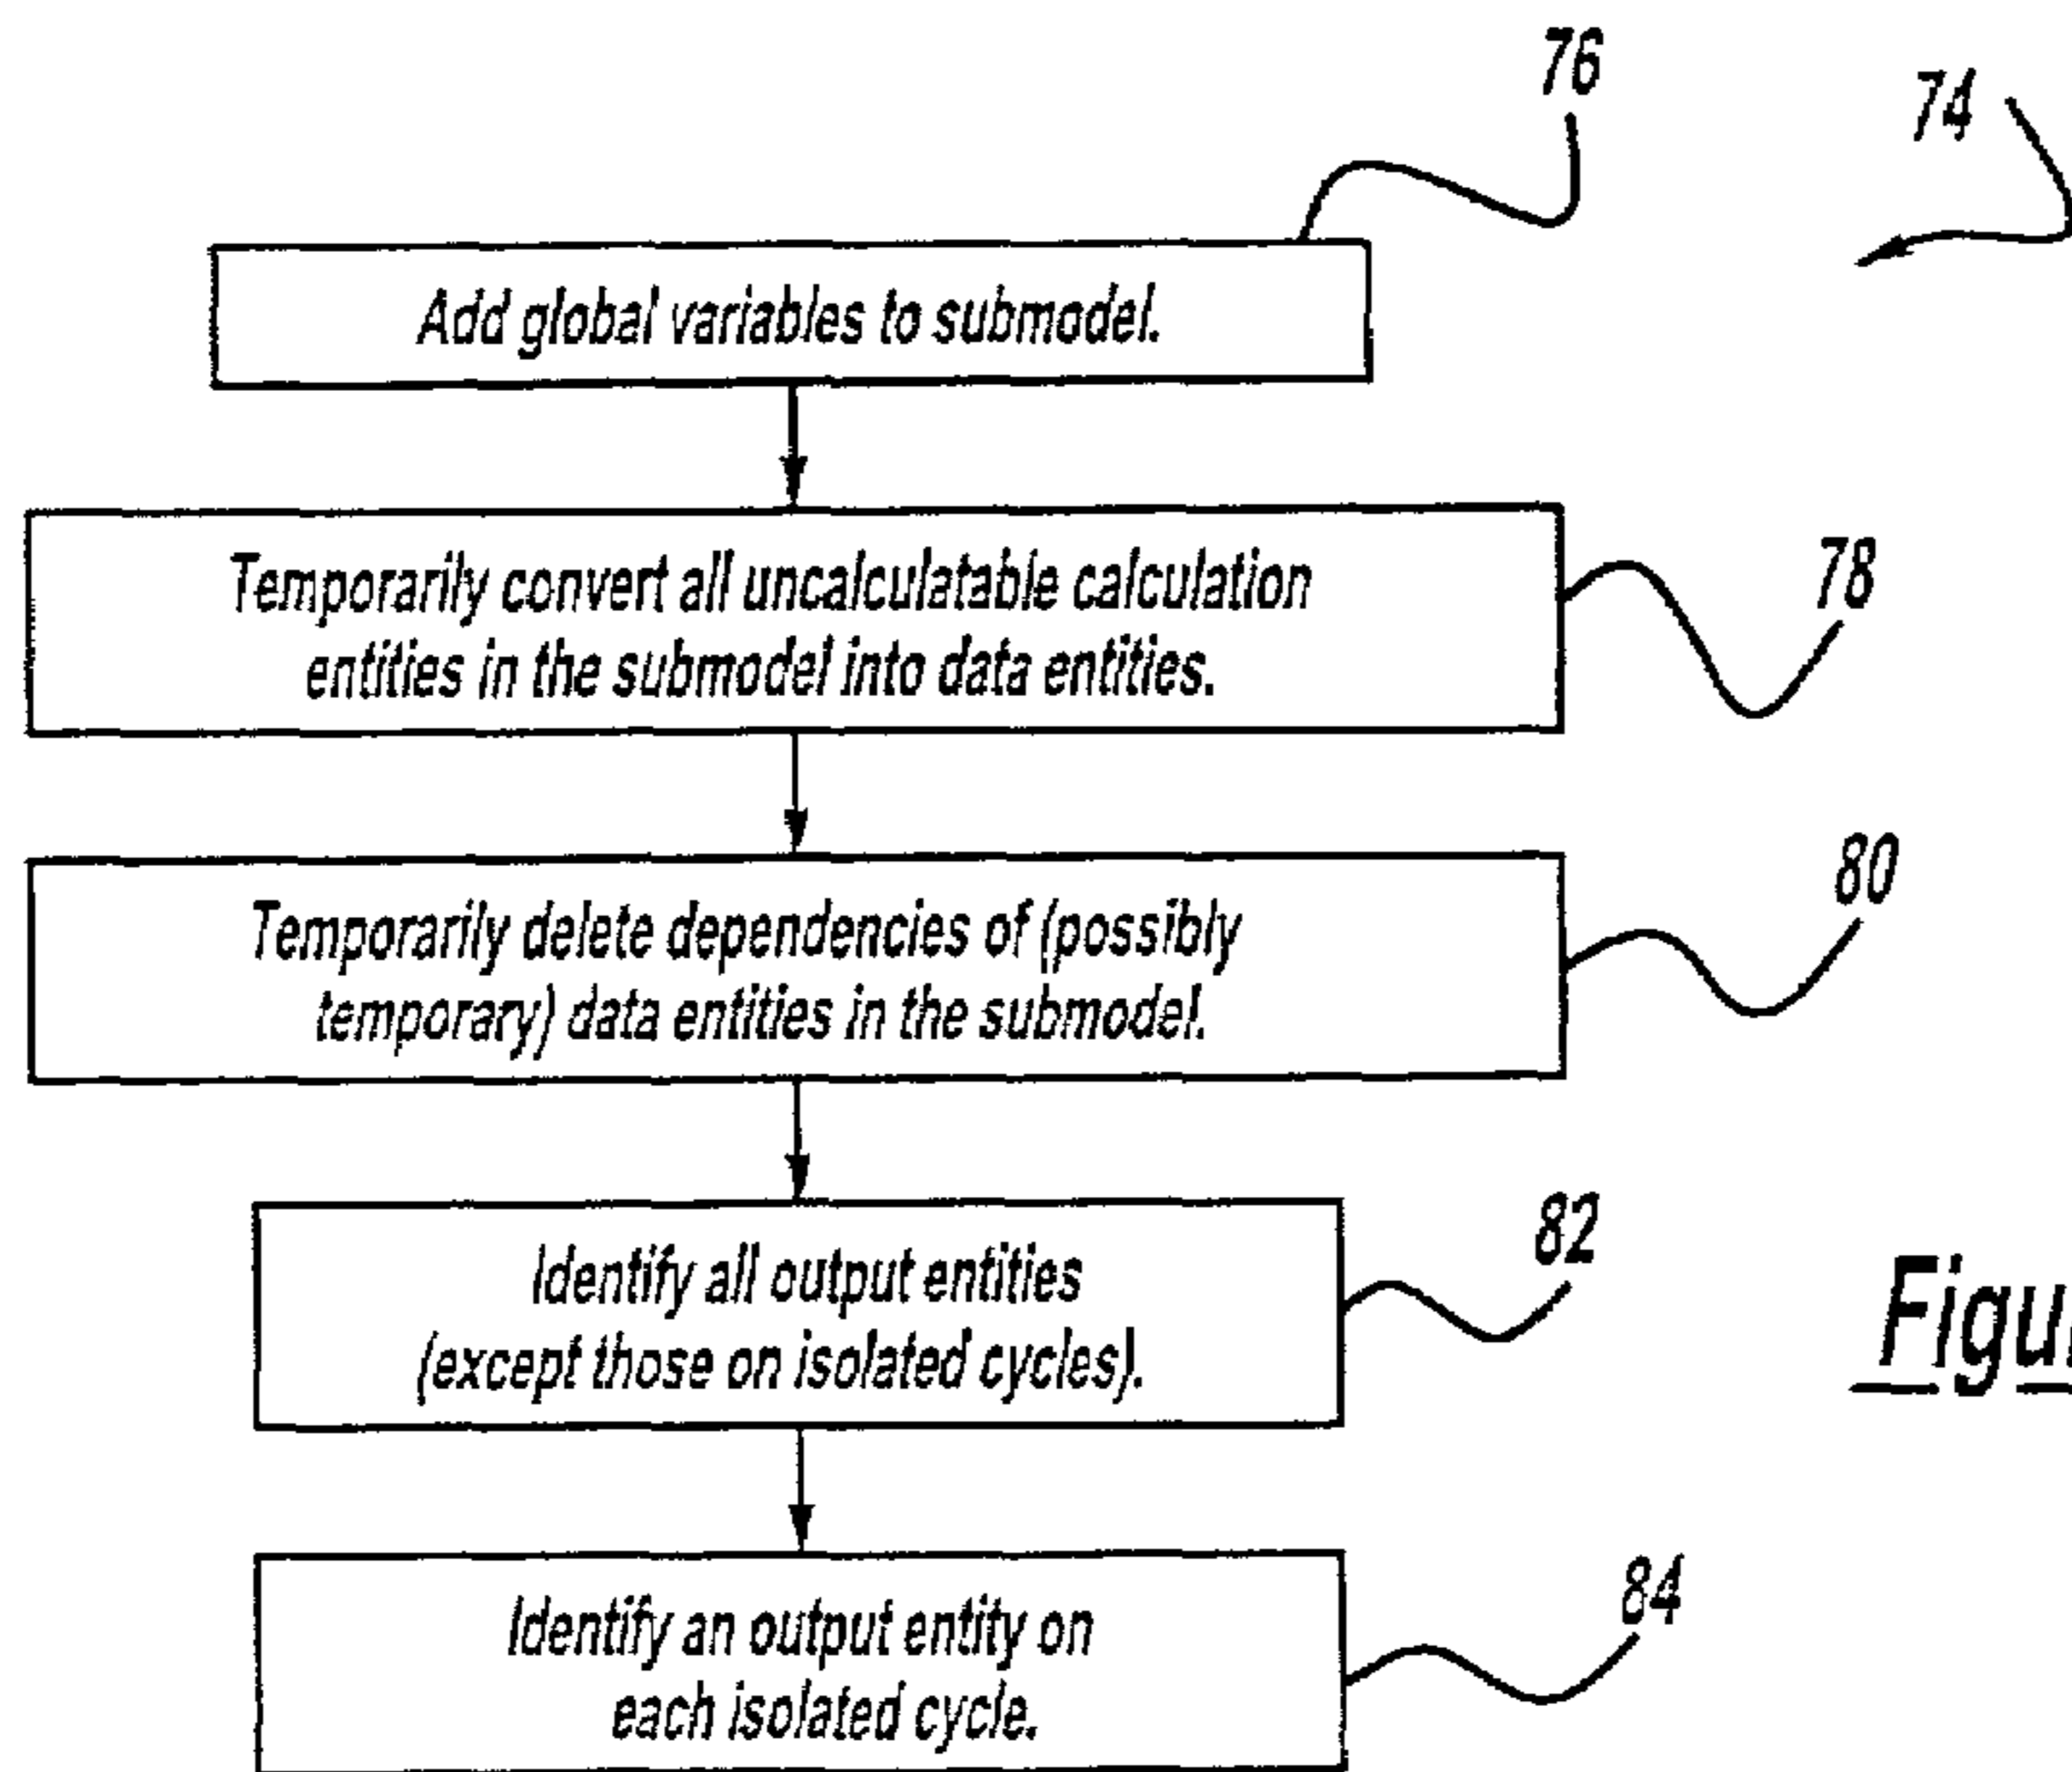 76
74
Add global variables to submodel.
Temporarily convert all uncalculatable calculation
entities in the submodel into data entities.
78
Temporarily delete dependencies of (possibly
temporary) data entities in the submodel.
80
Identify all output entities
(except those on isolated cycles).
82
Identify an output entity on
each isolated cycle.
84